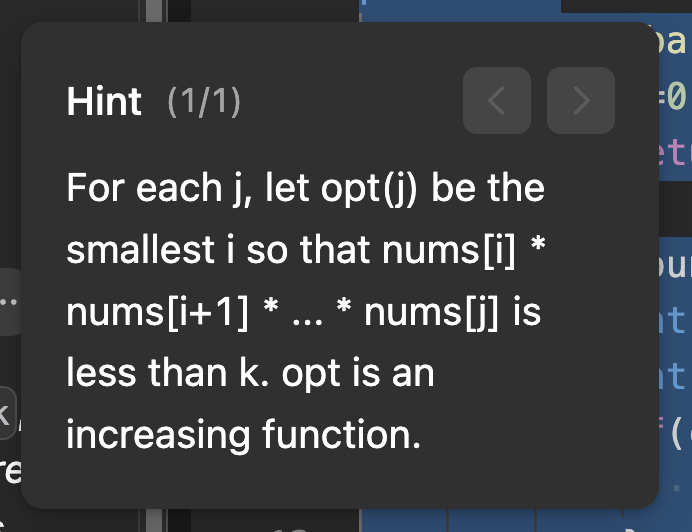 Hint (1/1)
For each j, let opt(j) be the
smallest i so that nums[i] *
nums[i+1] * ... * nums[j] is
less than k. opt is an
increasing function.
=0
k